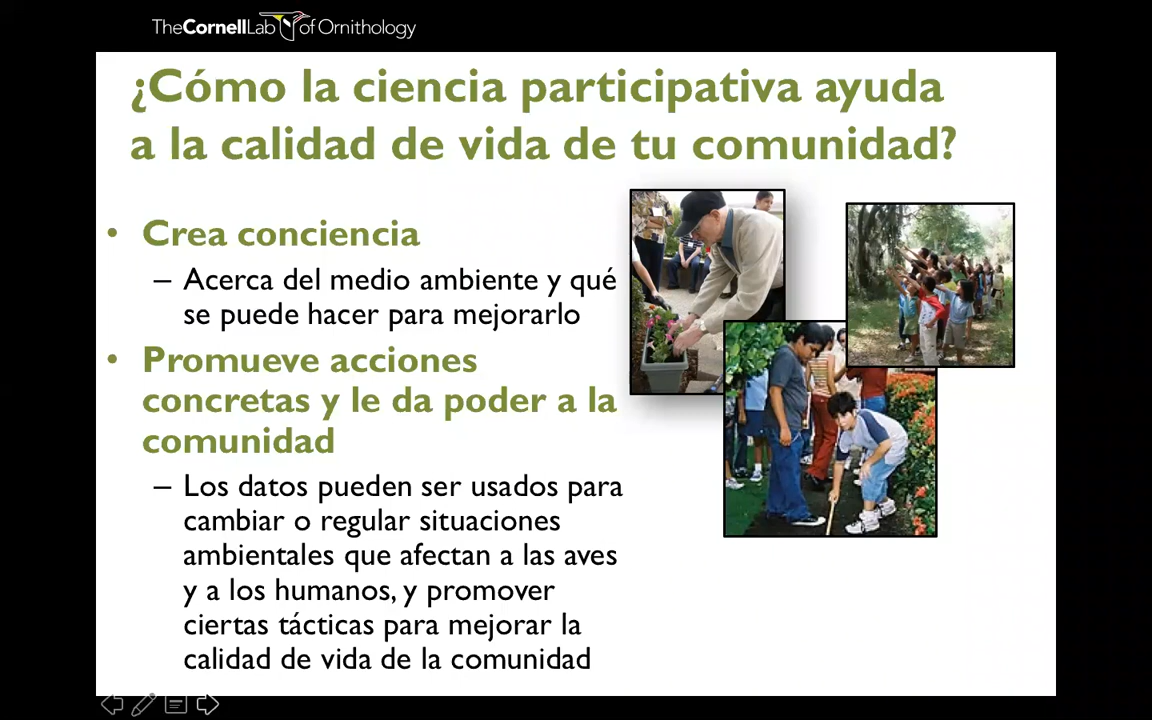 TheCornellLab of Ornithology
¿Cómo la ciencia participativa ayuda
a la calidad de vida de tu comunidad?
• Crea conciencia
– Acerca del medio ambiente y qué
se puede hacer para mejorarlo
• Promueve acciones
concretas y le da poder a la
comunidad
– Los datos pueden ser usados para
cambiar o regular situaciones
ambientales que afectan a las aves
y a los humanos, y promover
ciertas tácticas para mejorar la
calidad de vida de la comunidad